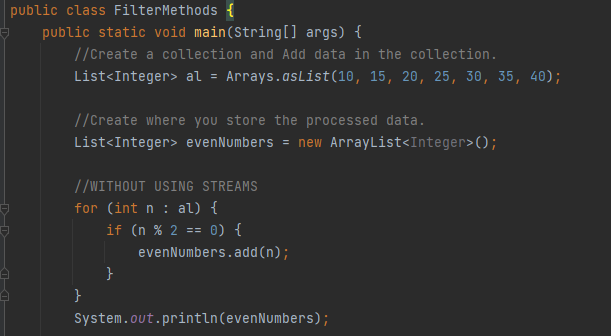 public class FilterMethods {
    public static void main(String[] args) {
        //Create a collection and Add data in the collection.
        List<Integer> al = Arrays.asList(10, 15, 20, 25, 30, 35, 40);

        //Create where you store the processed data.
        List<Integer> evenNumbers = new ArrayList<Integer>();

        //WITHOUT USING STREAMS
        for (int n : al) {
            if (n % 2 == 0) {
                evenNumbers.add(n);
            }
        }
        System.out.println(evenNumbers);